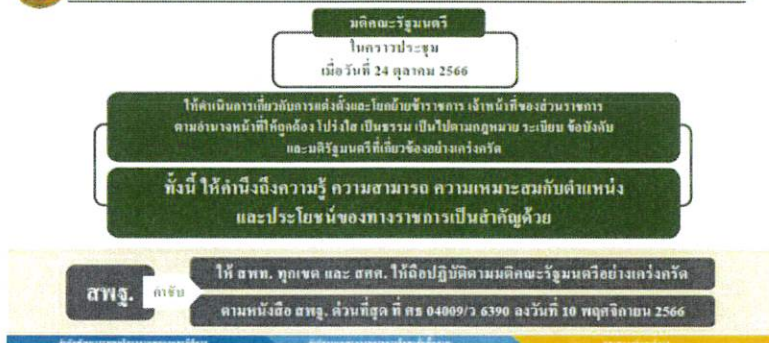 มติคณะรัฐมนตรี
ในคราวประชุม
เมื่อวันที่ 24 ตุลาคม 2566
ให้ดำเนินการเกี่ยวกับการแต่งตั้งและโยกย้ายข้าราชการ เจ้าหน้าที่ของส่วนราชการ
ตามอำนาจหน้าที่ให้ถูกต้อง โปร่งใส เป็นธรรม เป็นไปตามกฎหมาย ระเบียบ ข้อบังคับ
และมติรัฐมนตรีที่เกี่ยวข้องอย่างเคร่งครัด
ทั้งนี้ ให้คำนึงถึงความรู้ ความสามารถ ความเหมาะสมกับตำแหน่ง
และประโยชน์ของทางราชการเป็นสำคัญด้วย
สพฐ. กำชับ
ให้ สพท. ทุกเขต และ สศศ. ให้ถือปฏิบัติตามมติคณะรัฐมนตรีอย่างเคร่งครัด
ตามหนังสือ สพฐ. ด่วนที่สุด ที่ ศธ 04009/ว 6390 ลงวันที่ 10 พฤศจิกายน 2566